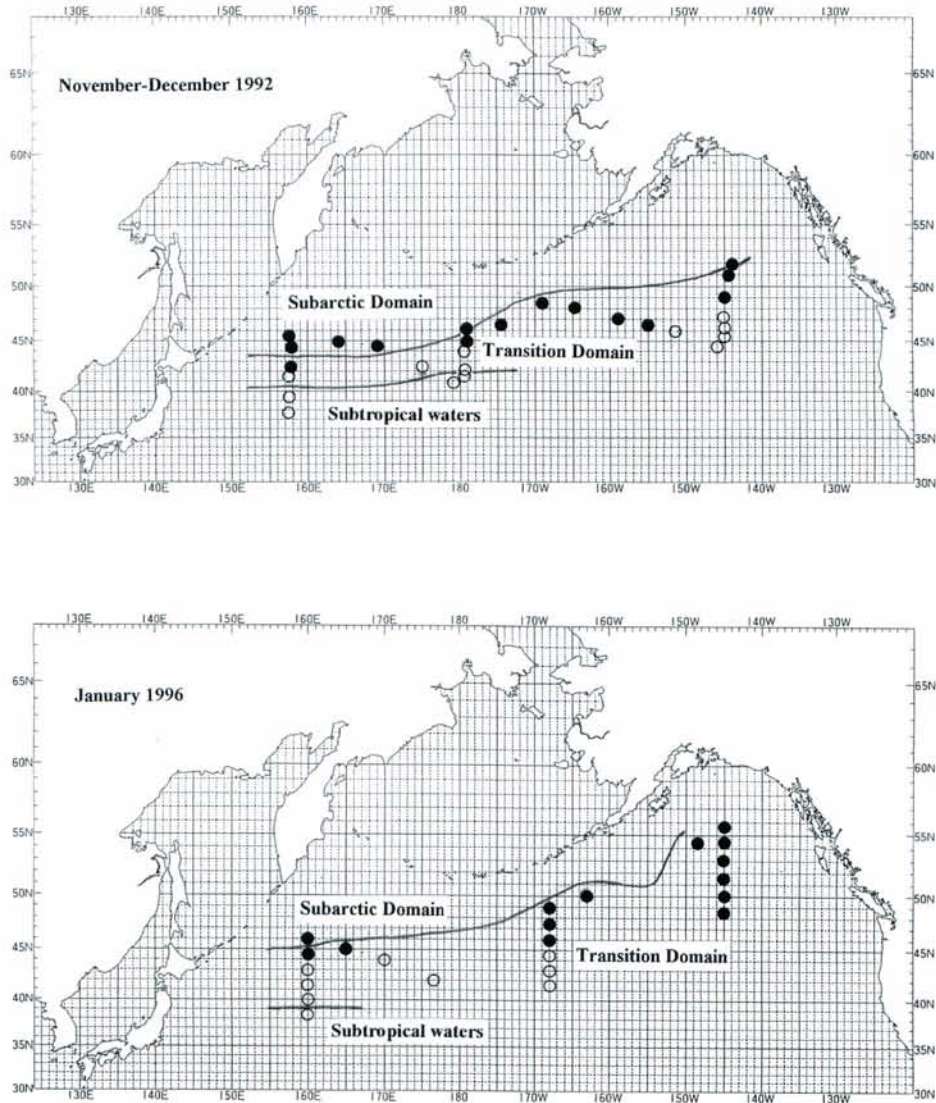 130E 140E 150E 160E 170E 180 170W 160W 150W 140W 130W
65N 65N
November-December 1992
60N 60N
55N 55N
50N 50N
Subarctic Domain
45N 45N
Transition Domain
40N 40N
Subtropical waters
35N 35N
30N 30N
130E 140E 150E 160E 170E 180 170W 160W 150W 140W 130W
130E 140E 150E 160E 170E 180 170W 160W 150W 140W 130W
65N 65N
January 1996
60N 60N
55N 55N
50N 50N
Subarctic Domain
45N 45N
Transition Domain
40N 40N
Subtropical waters
35N 35N
30N 30N
130E 140E 150E 160E 170E 180 170W 160W 150W 140W 130W